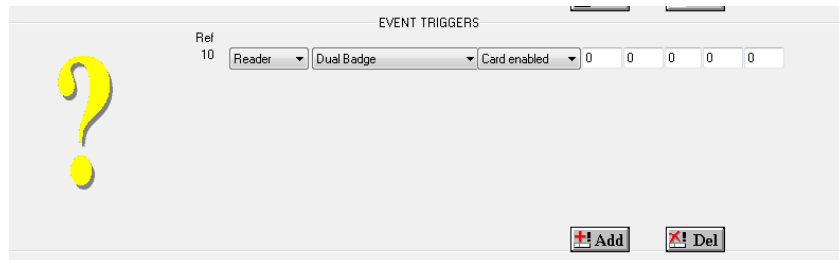 EVENT TRIGGERS
Ref
10 Reader Dual Badge Card enabled 0 0 0 0 0
Add Del